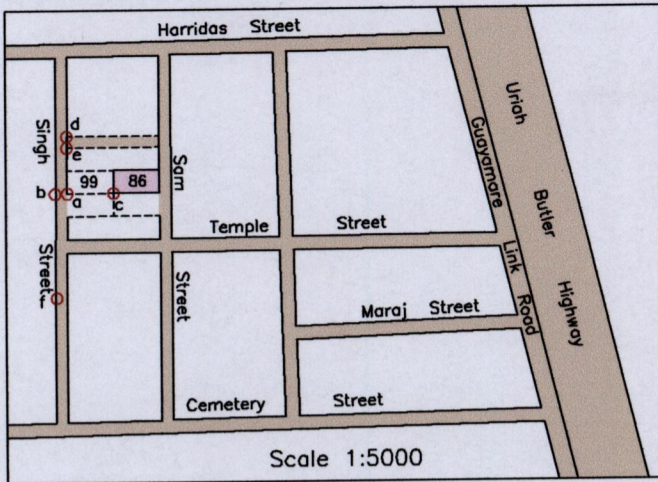 Harridas Street
Uriah Butler Highway
Guayamare Link Road
Singh Street
d
e
Sam Street
99
86
b
a
c
f
Temple Street
Maraj Street
Cemetery Street
Scale 1:5000